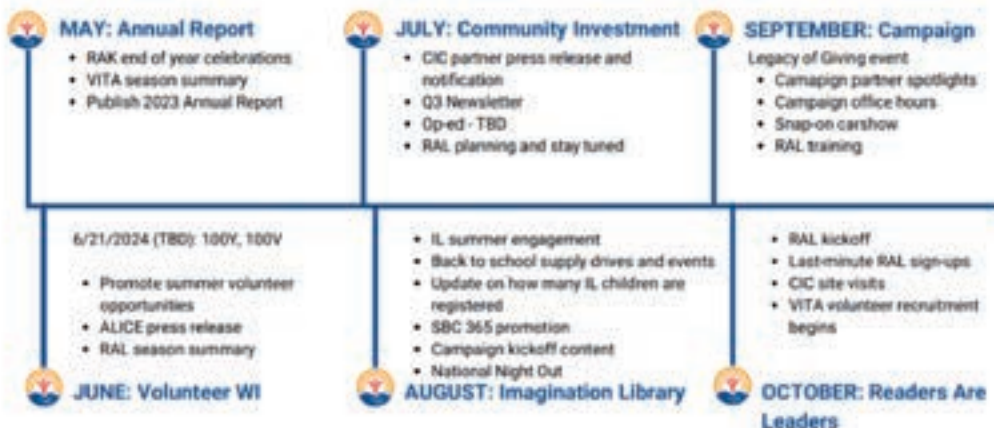 MAY: Annual Report
• RAK end of year celebrations
• VITA season summary
• Publish 2023 Annual Report
JULY: Community Investment
• CIC partner press release and
notification
• Q3 Newsletter
• Op-ed - TBD
• RAL planning and stay tuned
SEPTEMBER: Campaign
Legacy of Giving event
• Camapign partner spotlights
• Campaign office hours
• Snap-on carshow
• RAL training
6/21/2024 (TBD): 100Y, 100V
• Promote summer volunteer
opportunities
• ALICE press release
• RAL season summary
JUNE: Volunteer WI
• IL summer engagement
• Back to school supply drives and events
• Update on how many IL children are
registered
• SBC 365 promotion
• Campaign kickoff content
• National Night Out
AUGUST: Imagination Library
• RAL kickoff
• Last-minute RAL sign-ups
• CIC site visits
• VITA volunteer recruitment
begins
OCTOBER: Readers Are
Leaders